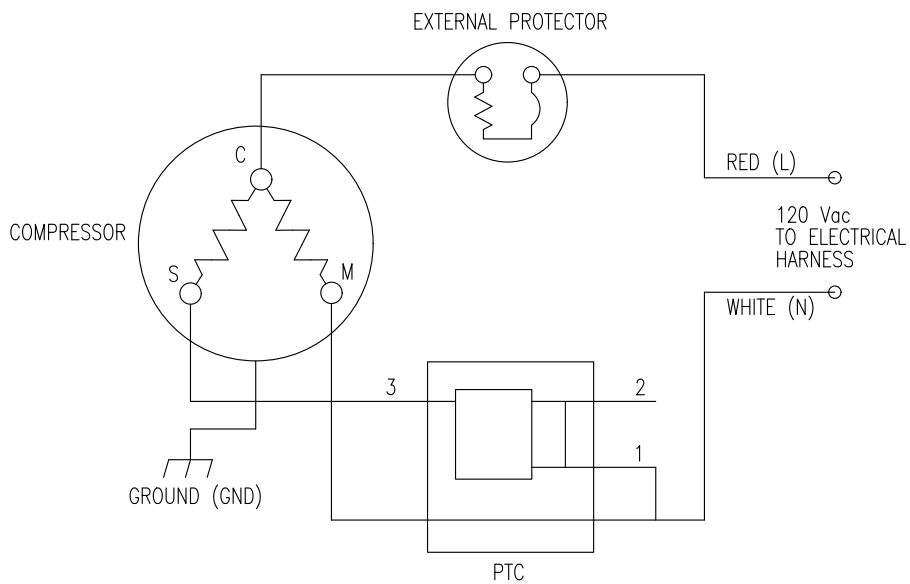 EXTERNAL PROTECTOR
C
RED (L)
COMPRESSOR
120 Vac
TO ELECTRICAL
HARNESS
S
M
WHITE (N)
3
2
1
GROUND (GND)
PTC